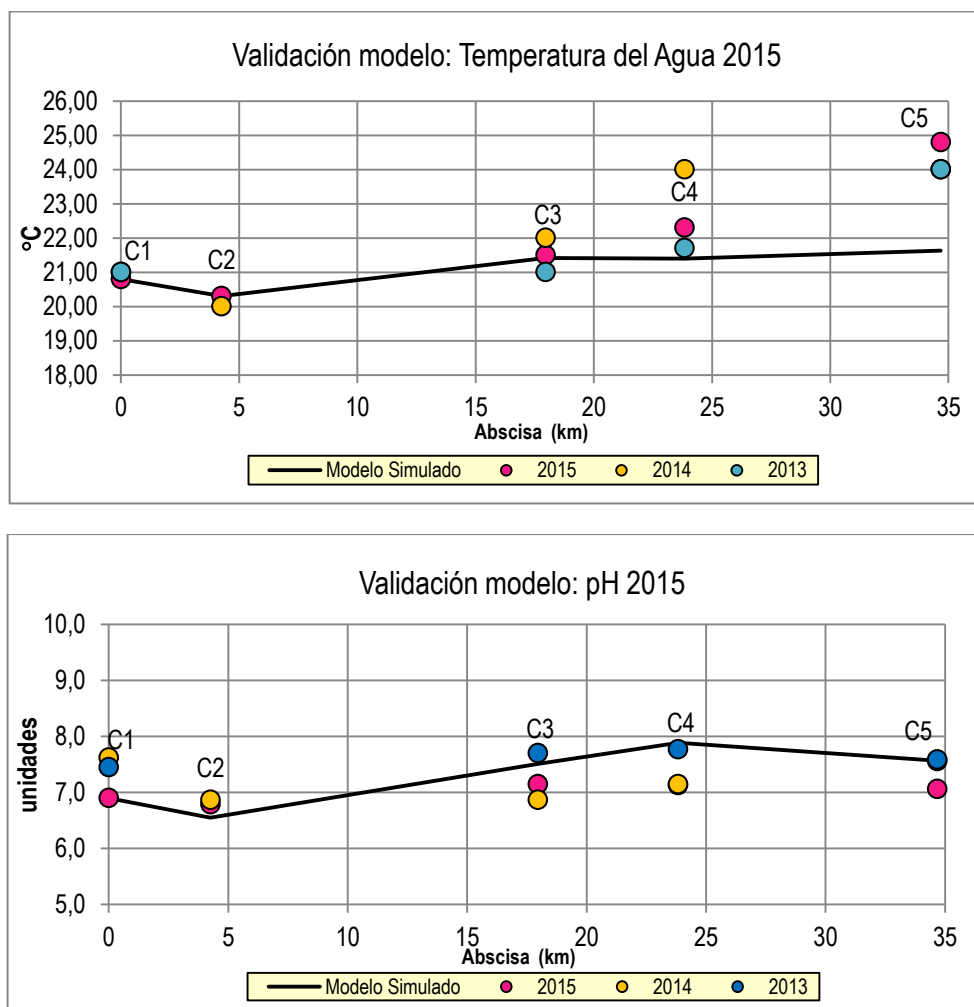 Validación modelo: Temperatura del Agua 2015
26,00
25,00
24,00
23,00
22,00
21,00
20,00
19,00
18,00
°C
C1
C2
C3
C4
C5
0 5 10 15 20 25 30 35
Abscisa (km)
Modelo Simulado 2015 2014 2013
Validación modelo: pH 2015
10,0
9,0
8,0
7,0
6,0
5,0
unidades
C1
C2
C3
C4
C5
0 5 10 15 20 25 30 35
Abscisa (km)
Modelo Simulado 2015 2014 2013